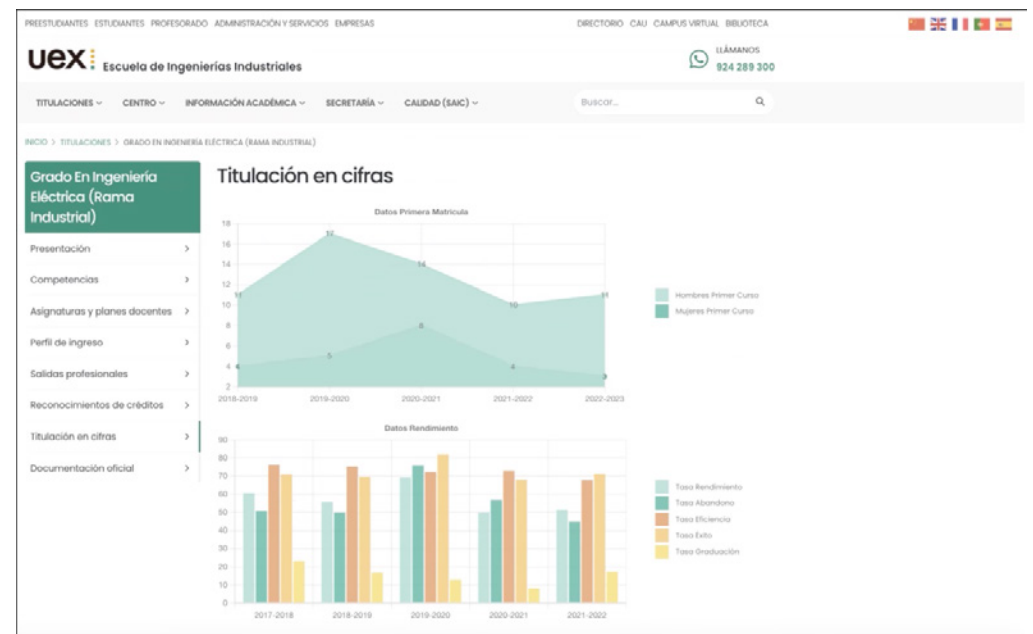 PREESTUDIANTES ESTUDIANTES PROFESORADO ADMINISTRACIÓN Y SERVICIOS EMPRESAS
DIRECTORIO CAU CAMPUS VIRTUAL BIBLIOTECA
uex Escuela de Ingenierías Industriales
LLÁMANOS
924 289 300
TITULACIONES CENTRO INFORMACIÓN ACADÉMICA SECRETARÍA CALIDAD (SAIC)
Buscar...
INICIO > TITULACIONES > GRADO EN INGENIERÍA ELÉCTRICA (RAMA INDUSTRIAL)
Grado En Ingeniería
Eléctrica (Rama
Industrial)
Presentación
Competencias
Asignaturas y planes docentes
Perfil de ingreso
Salidas profesionales
Reconocimientos de créditos
Titulación en cifras
Documentación oficial
Titulación en cifras
Datos Primera Matricula
18
16
14
12
10
8
6
4
2
11 17 14 10 11
4 5 8 4 3
2018-2019 2019-2020 2020-2021 2021-2022 2022-2023
Hombres Primer Curso
Mujeres Primer Curso
Datos Rendimiento
90
80
70
60
50
40
30
20
10
0
2017-2018 2018-2019 2019-2020 2020-2021 2021-2022
Tasa Rendimiento
Tasa Abandono
Tasa Eficiencia
Tasa Exito
Tasa Graduación